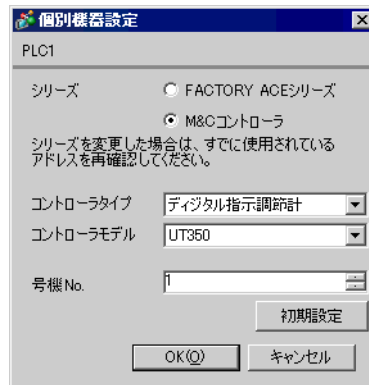 個別機器設定
PLC1
シリーズ
FACTORY ACEシリーズ
M&Cコントローラ
シリーズを変更した場合は、すでに使用されている
アドレスを再確認してください。
コントローラタイプ ディジタル指示調節計
コントローラモデル UT350
号機No. 1
初期設定
OK(O) キャンセル